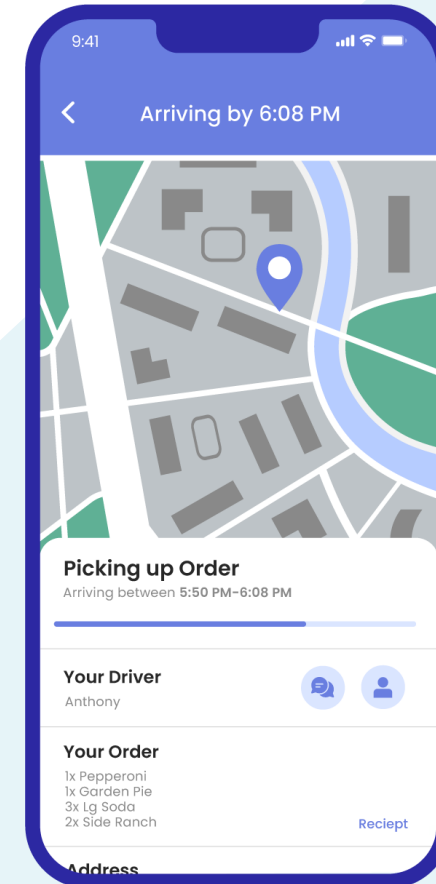 9:41
Arriving by 6:08 PM
Picking up Order
Arriving between 5:50 PM-6:08 PM
Your Driver
Anthony
Your Order
1x Pepperoni
1x Garden Pie
3x Lg Soda
2x Side Ranch
Reciept
Address